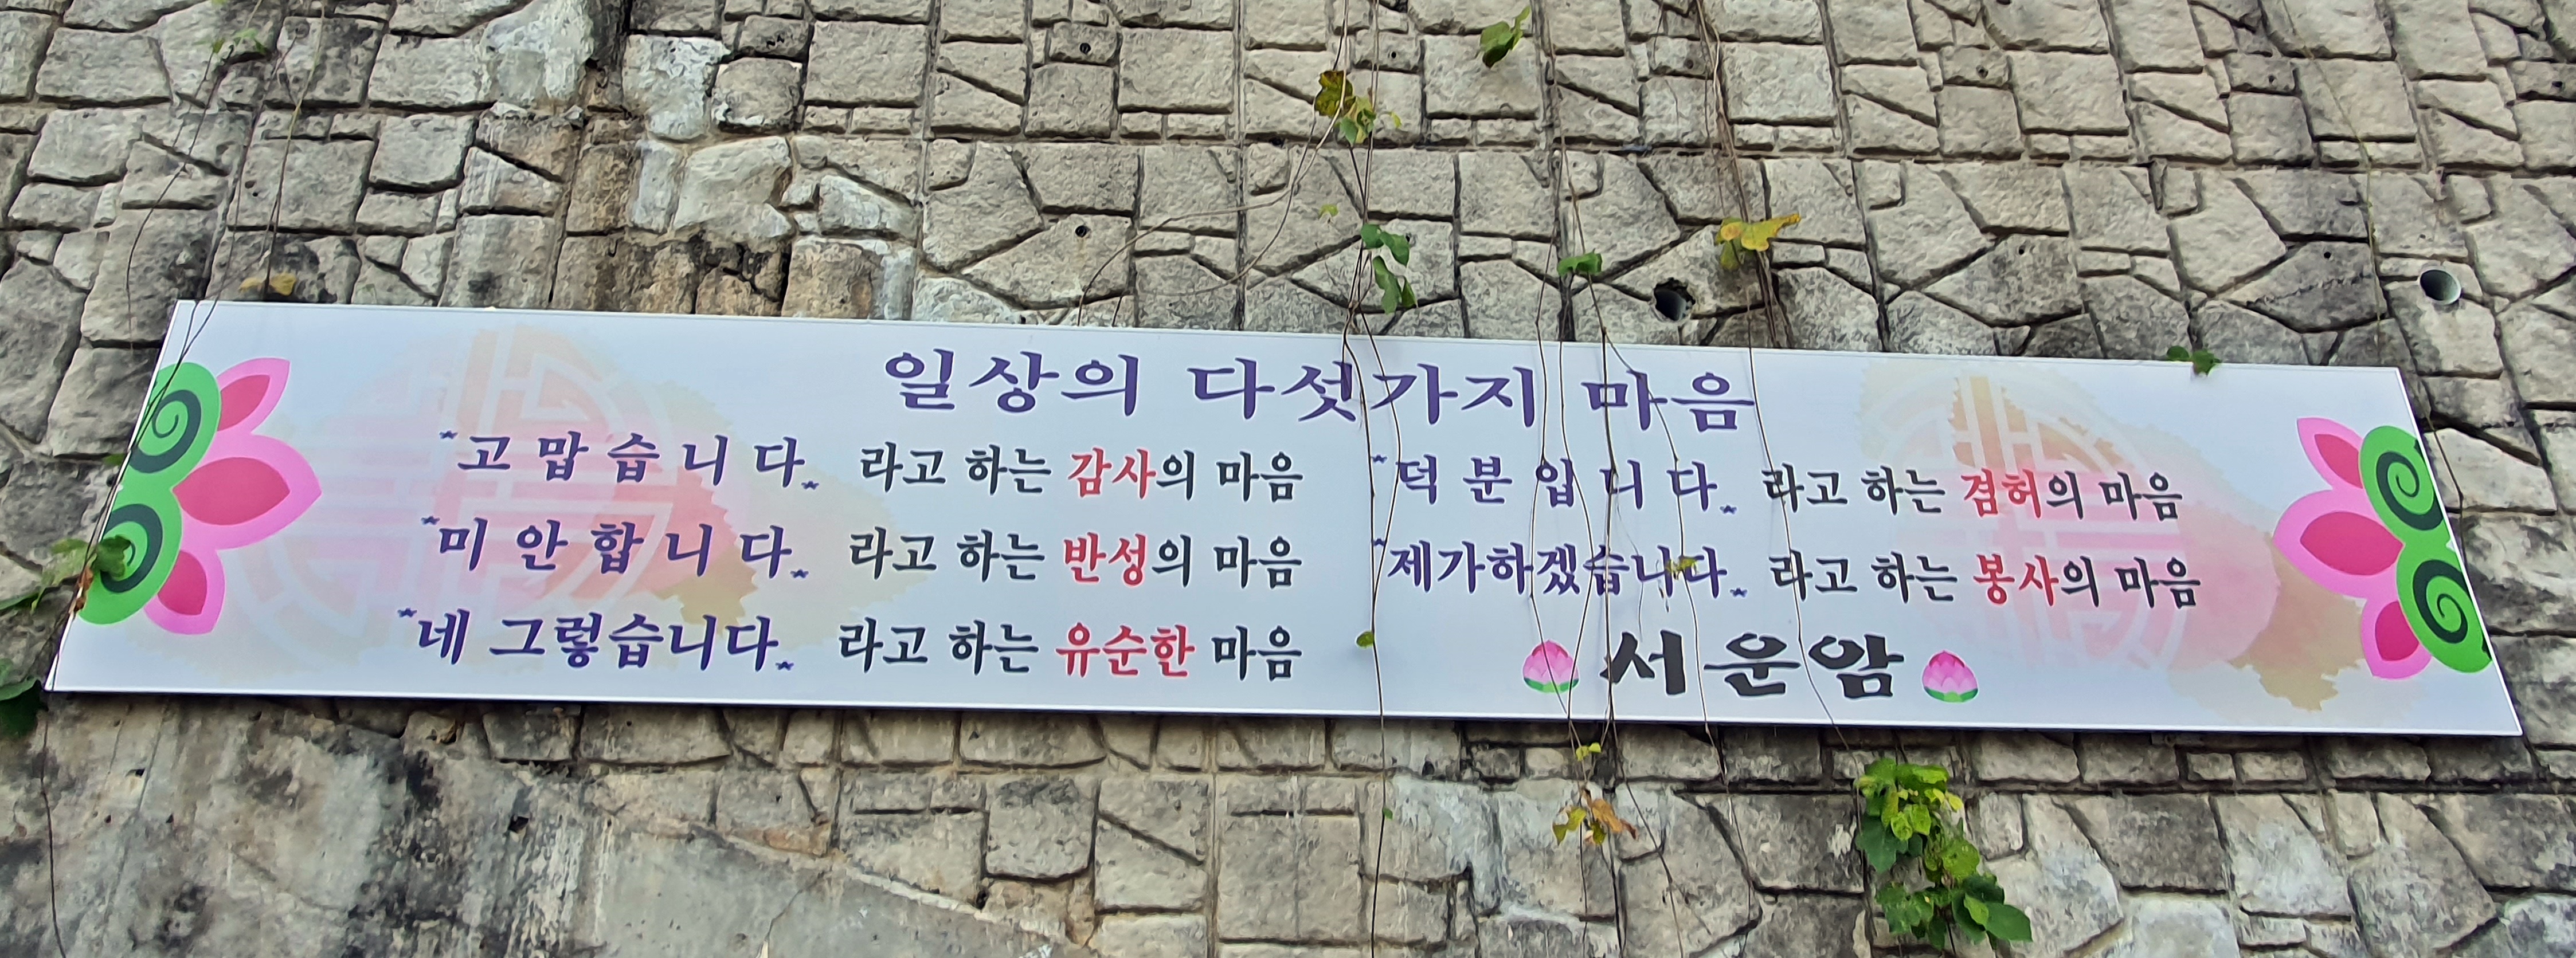 일상의 다섯가지 마음
*고 맙 습 니 다* 라고 하는 감사의 마음
*미 안 합 니 다* 라고 하는 반성의 마음
*네 그렇습니다* 라고 하는 유순한 마음
*덕 분 입 니 다* 라고 하는 겸허의 마음
*제가하겠습니다* 라고 하는 봉사의 마음
서운암